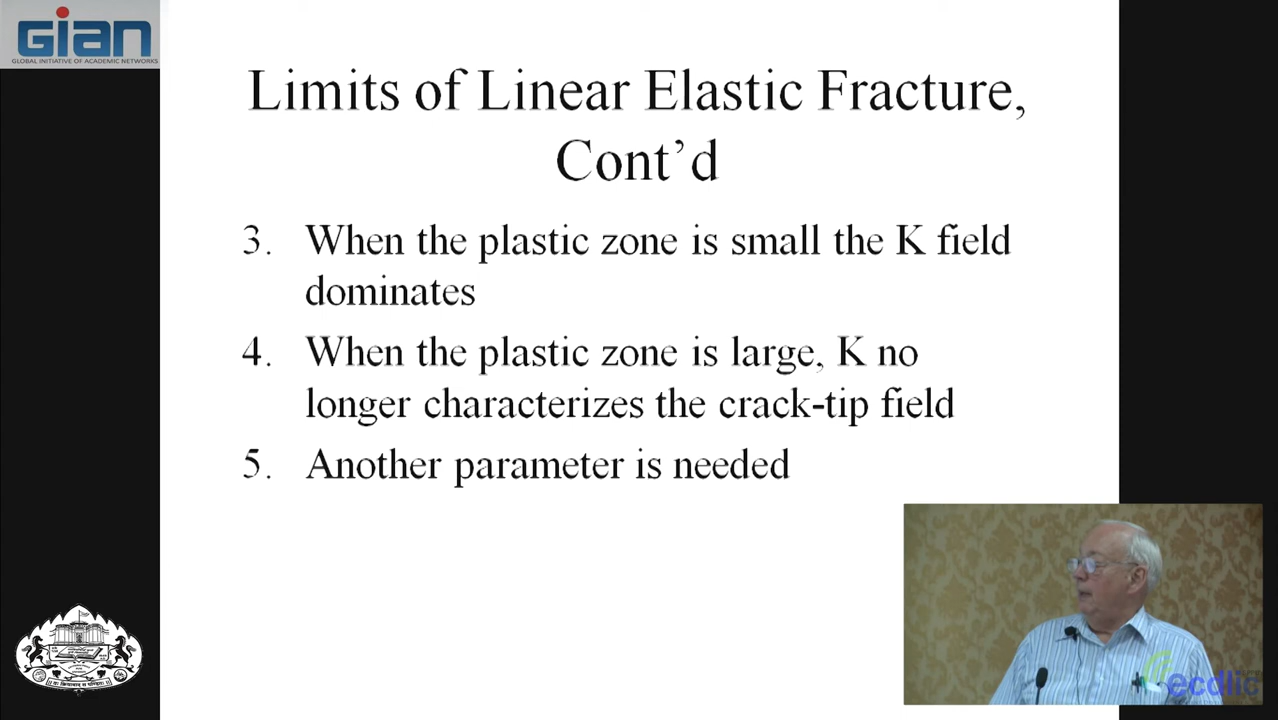 GIAN
GLOBAL INITIATIVE OF ACADEMIC NETWORKS
Limits of Linear Elastic Fracture,
Cont’d
3. When the plastic zone is small the K field
dominates
4. When the plastic zone is large, K no
longer characterizes the crack-tip field
5. Another parameter is needed
ecdlic